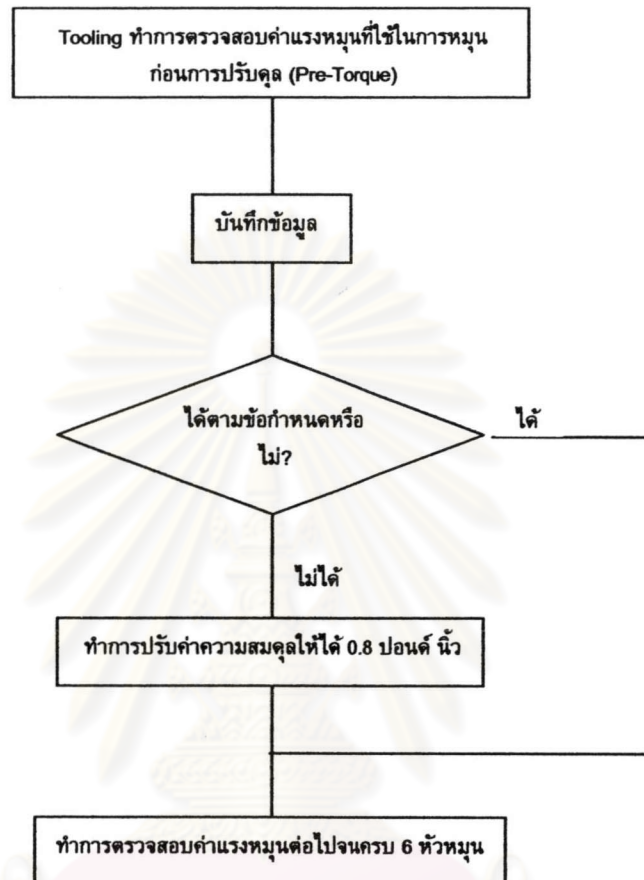 Tooling ทำการตรวจสอบค่าแรงหมุนที่ใช้ในการหมุน
ก่อนการปรับดุล (Pre-Torque)
บันทึกข้อมูล
ได้ตามข้อกำหนดหรือ
ไม่?
ได้
ไม่ได้
ทำการปรับค่าความสมดุลให้ได้ 0.8 ปอนด์ นิ้ว
ทำการตรวจสอบค่าแรงหมุนต่อไปจนครบ 6 หัวหมุน